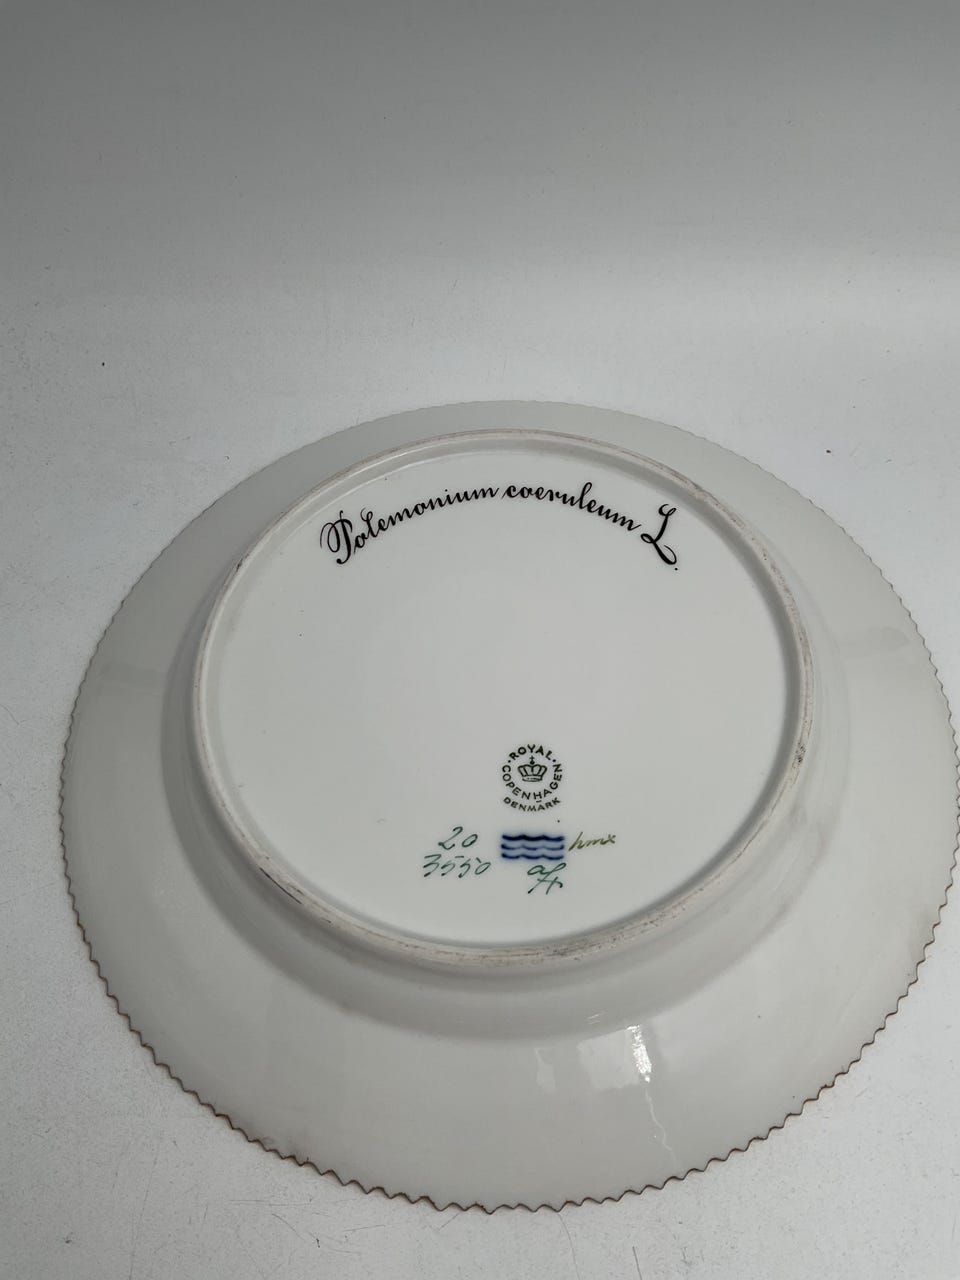 Polemonium coeruleum L.
ROYAL
COPENHAGEN
DENMARK
20
3550